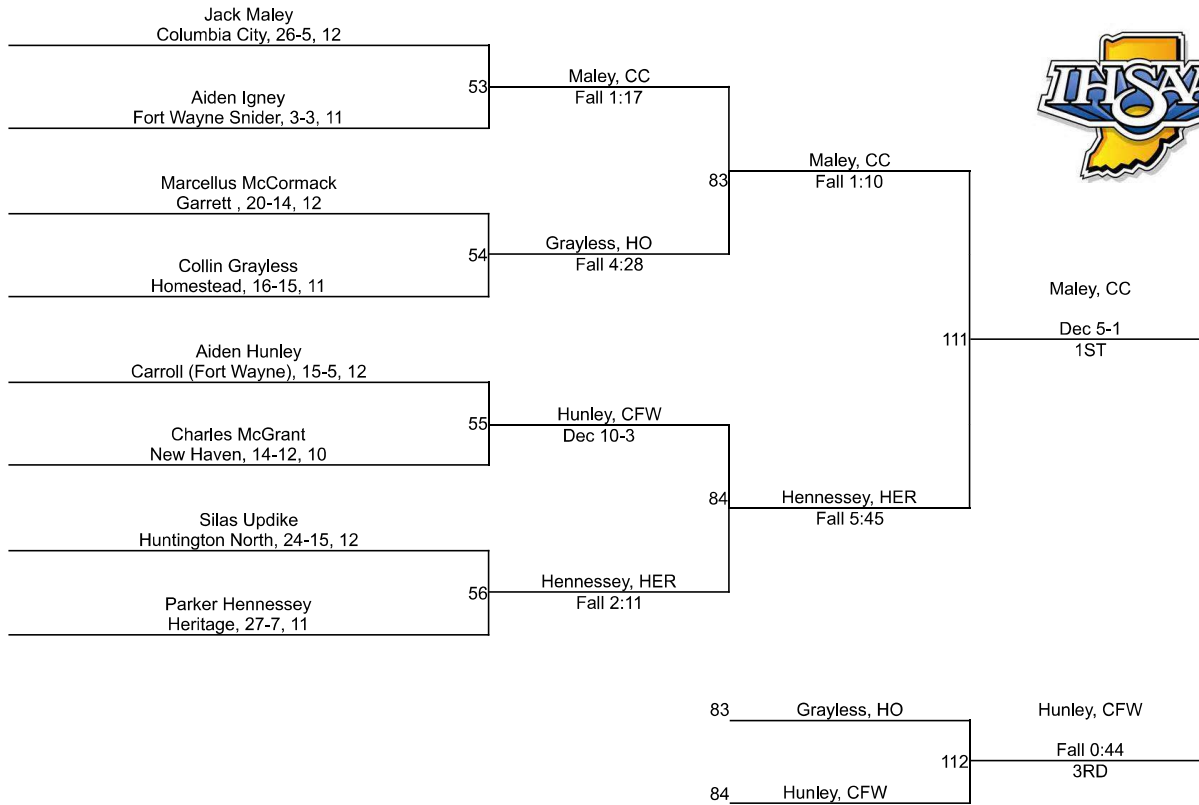 Jack Maley
Columbia City, 26-5, 12
53
Aiden Igney
Fort Wayne Snider, 3-3, 11
Maley, CC
Fall 1:17
Marcellus McCormack
Garrett , 20-14, 12
54
Collin Grayless
Homestead, 16-15, 11
Grayless, HO
Fall 4:28
83
Maley, CC
Fall 1:10
Aiden Hunley
Carroll (Fort Wayne), 15-5, 12
55
Charles McGrant
New Haven, 14-12, 10
Hunley, CFW
Dec 10-3
Silas Updike
Huntington North, 24-15, 12
56
Parker Hennessey
Heritage, 27-7, 11
Hennessey, HER
Fall 2:11
84
Hennessey, HER
Fall 5:45
111
Maley, CC
Dec 5-1
1ST
IHSAA
83
Grayless, HO
84
Hunley, CFW
112
Hunley, CFW
Fall 0:44
3RD